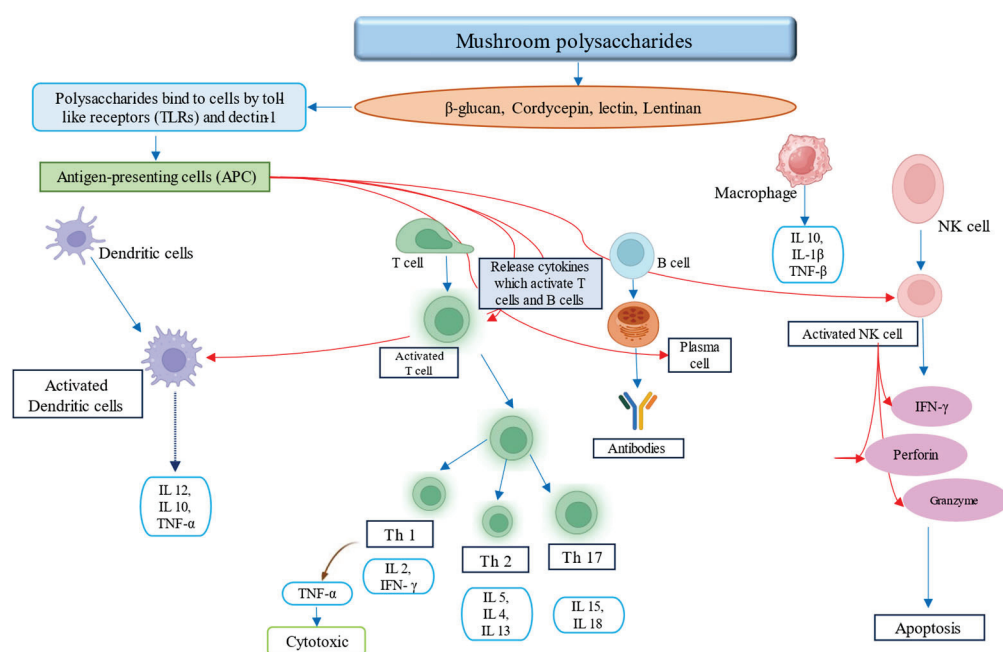 Mushroom polysaccharides
β-glucan, Cordycepin, lectin, Lentinan
Polysaccharides bind to cells by toll-
like receptors (TLRs) and dectin-1
Antigen-presenting cells (APC)
Dendritic cells
T cell
Release cytokines
which activate T
cells and B cells
B cell
Macrophage
IL 10,
IL-1β
TNF-β
NK cell
Activated
Dendritic cells
Activated
T cell
Plasma
cell
Activated NK cell
Antibodies
IFN-γ
Perforin
Granzyme
IL 12,
IL 10,
TNF-α
Th 1
Th 2
Th 17
IL 2,
IFN- γ
TNF-α
IL 5,
IL 4,
IL 13
IL 15,
IL 18
Cytotoxic
Apoptosis